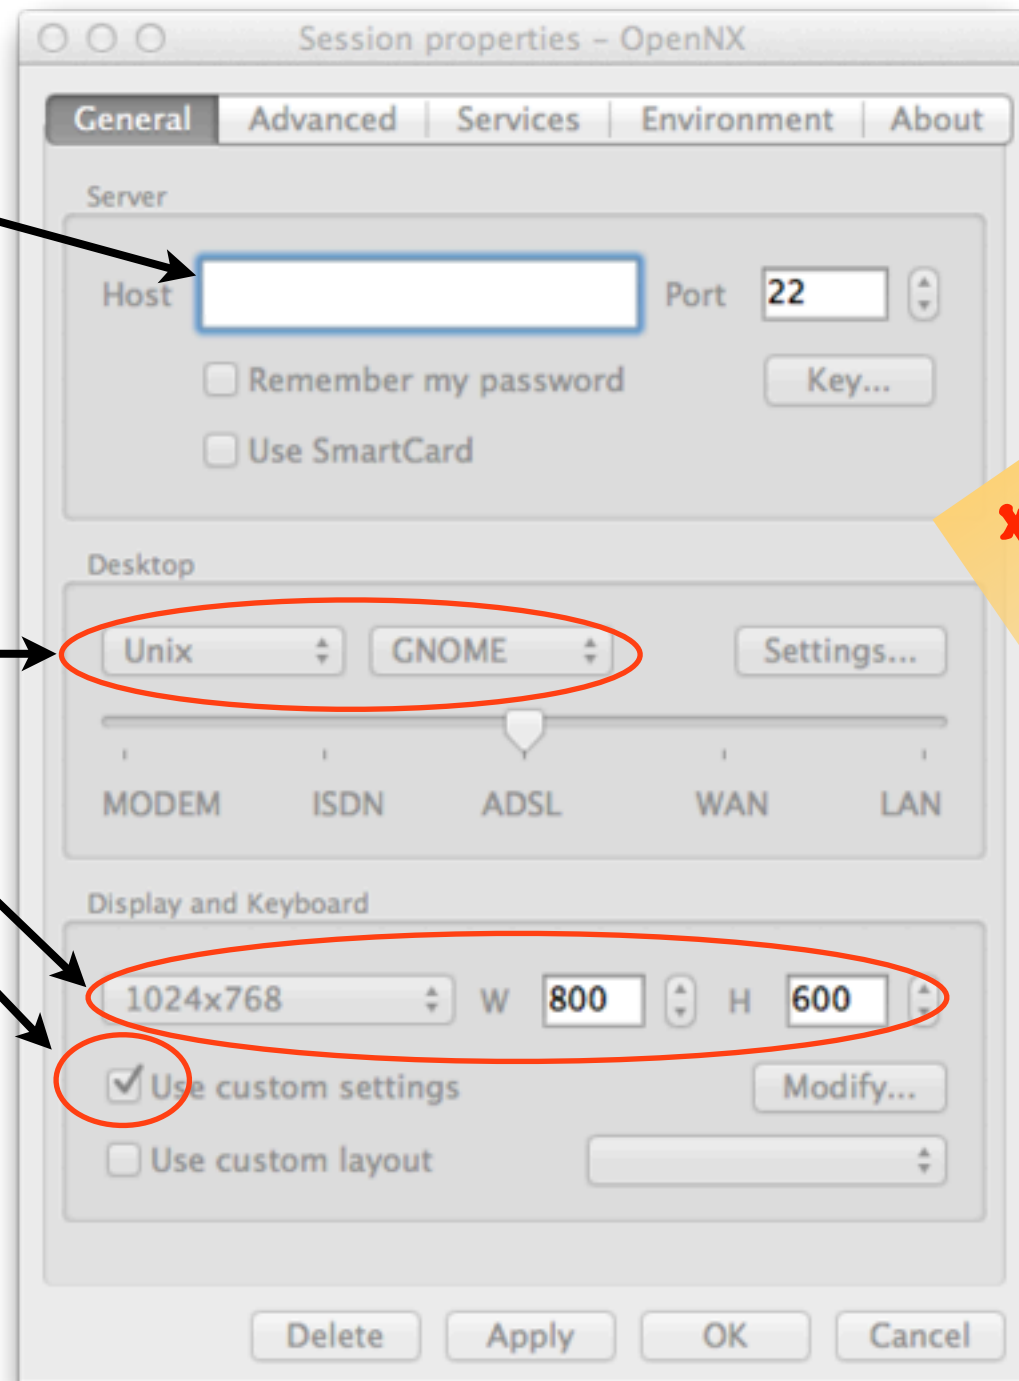 Session properties – OpenNX
General Advanced Services Environment About
Server
Host Port 22
Remember my password Key...
Use SmartCard
Desktop
Unix GNOME Settings...
MODEM ISDN ADSL WAN LAN
Display and Keyboard
1024x768 W 800 H 600
Use custom settings Modify...
Use custom layout
Delete Apply OK Cancel